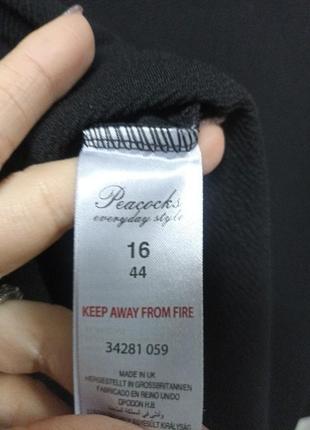 Peacocks
everyday style
16
44
KEEP AWAY FROM FIRE
34281 059
MADE IN UK
HERGESTELLT IN GROSSBRITANNIEN
FABRICADO EN REINO UNIDO